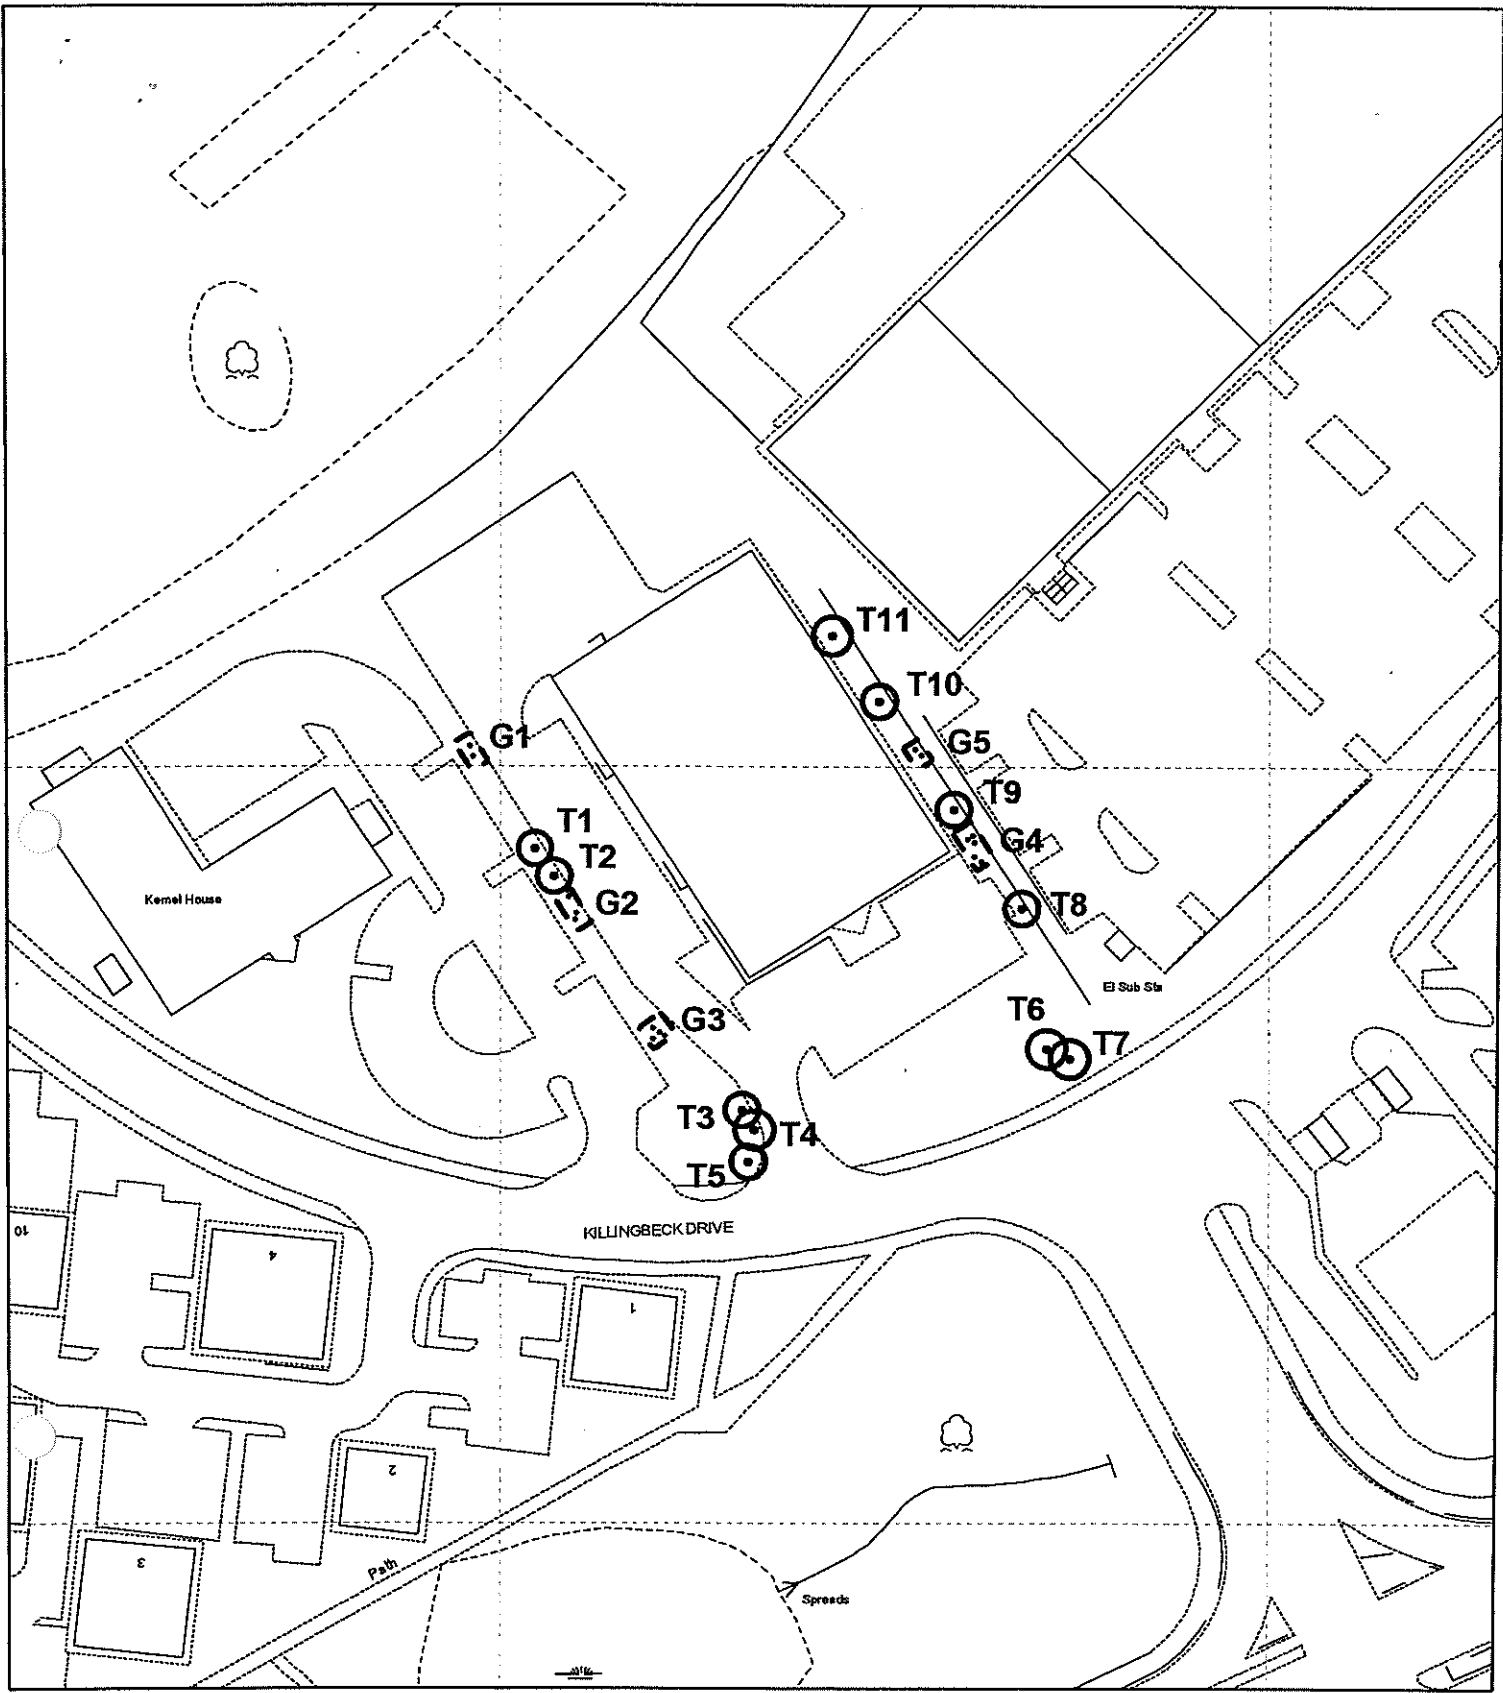 T11
T10
G1
G5
T9
T1
G4
T2
Kernel House
G2
T8
El Sub Sta
T6
G3
T7
T3
T4
T5
KILLINGBECK DRIVE
10
4
1
2
3
Path
Spreads